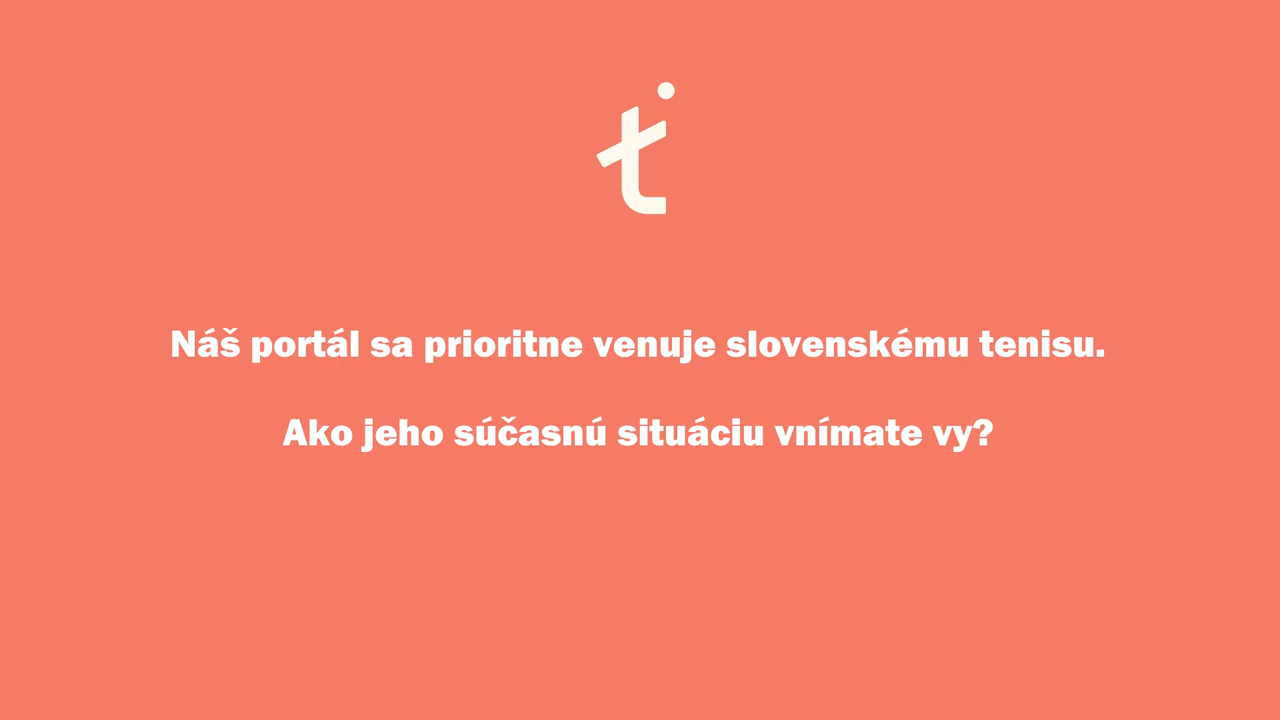 Náš portál sa prioritne venuje slovenskému tenisu.
Ako jeho súčasnú situáciu vnímate vy?